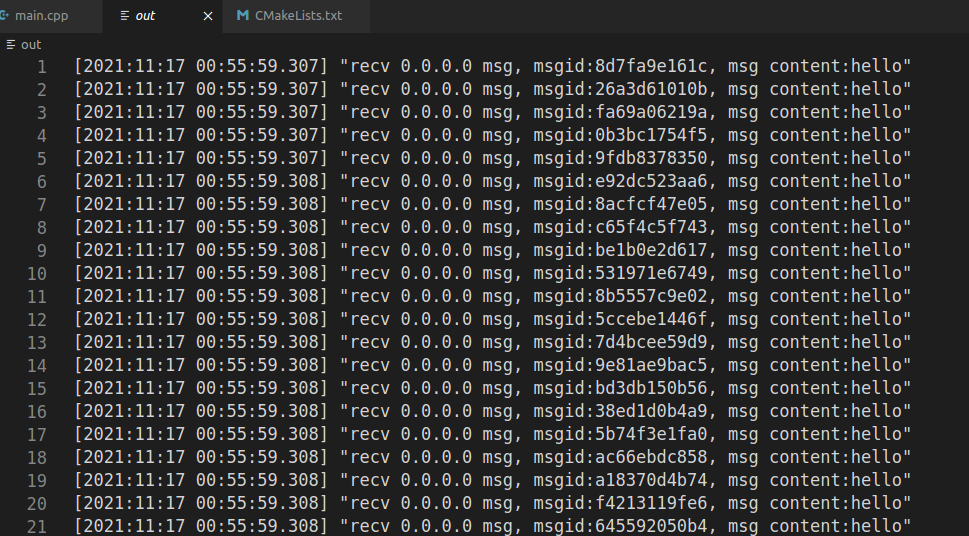 main.cpp out × CMakeLists.txt
out
1 [2021:11:17 00:55:59.307] "recv 0.0.0.0 msg, msgid:8d7fa9e161c, msg content:hello"
2 [2021:11:17 00:55:59.307] "recv 0.0.0.0 msg, msgid:26a3d61010b, msg content:hello"
3 [2021:11:17 00:55:59.307] "recv 0.0.0.0 msg, msgid:fa69a06219a, msg content:hello"
4 [2021:11:17 00:55:59.307] "recv 0.0.0.0 msg, msgid:0b3bc1754f5, msg content:hello"
5 [2021:11:17 00:55:59.307] "recv 0.0.0.0 msg, msgid:9fdb8378350, msg content:hello"
6 [2021:11:17 00:55:59.308] "recv 0.0.0.0 msg, msgid:e92dc523aa6, msg content:hello"
7 [2021:11:17 00:55:59.308] "recv 0.0.0.0 msg, msgid:8acfcf47e05, msg content:hello"
8 [2021:11:17 00:55:59.308] "recv 0.0.0.0 msg, msgid:c65f4c5f743, msg content:hello"
9 [2021:11:17 00:55:59.308] "recv 0.0.0.0 msg, msgid:be1b0e2d617, msg content:hello"
10 [2021:11:17 00:55:59.308] "recv 0.0.0.0 msg, msgid:531971e6749, msg content:hello"
11 [2021:11:17 00:55:59.308] "recv 0.0.0.0 msg, msgid:8b5557c9e02, msg content:hello"
12 [2021:11:17 00:55:59.308] "recv 0.0.0.0 msg, msgid:5ccebe1446f, msg content:hello"
13 [2021:11:17 00:55:59.308] "recv 0.0.0.0 msg, msgid:7d4bcee59d9, msg content:hello"
14 [2021:11:17 00:55:59.308] "recv 0.0.0.0 msg, msgid:9e81ae9bac5, msg content:hello"
15 [2021:11:17 00:55:59.308] "recv 0.0.0.0 msg, msgid:bd3db150b56, msg content:hello"
16 [2021:11:17 00:55:59.308] "recv 0.0.0.0 msg, msgid:38ed1d0b4a9, msg content:hello"
17 [2021:11:17 00:55:59.308] "recv 0.0.0.0 msg, msgid:5b74f3e1fa0, msg content:hello"
18 [2021:11:17 00:55:59.308] "recv 0.0.0.0 msg, msgid:ac66ebdc858, msg content:hello"
19 [2021:11:17 00:55:59.308] "recv 0.0.0.0 msg, msgid:a18370d4b74, msg content:hello"
20 [2021:11:17 00:55:59.308] "recv 0.0.0.0 msg, msgid:f4213119fe6, msg content:hello"
21 [2021:11:17 00:55:59.308] "recv 0.0.0.0 msg, msgid:645592050b4, msg content:hello"